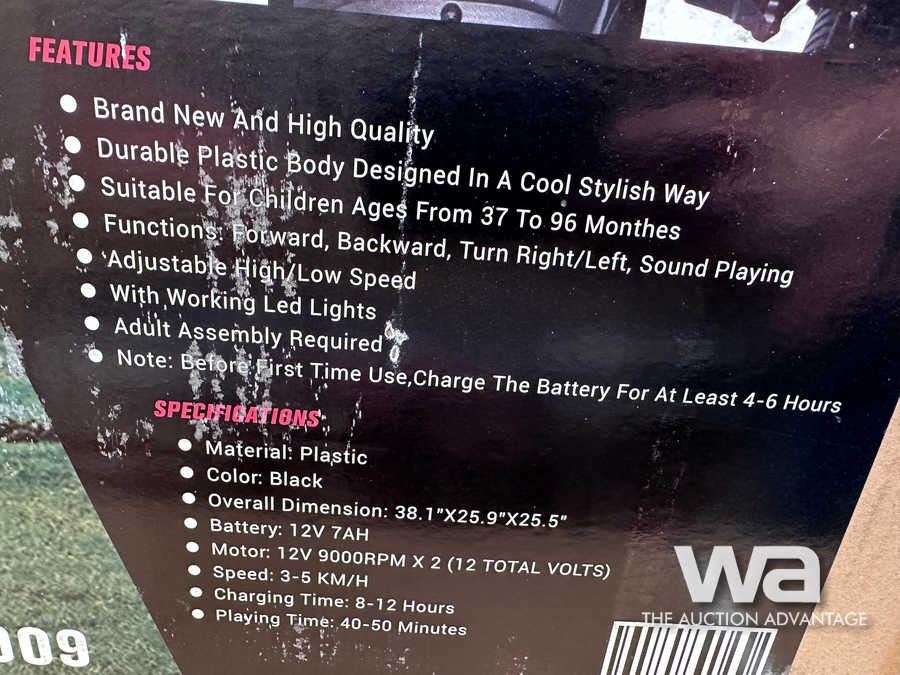 FEATURES
Brand New And High Quality
Durable Plastic Body Designed In A Cool Stylish Way
Suitable For Children Ages From 37 To 96 Monthes
Functions: Forward, Backward, Turn Right/Left, Sound Playing
Adjustable High/Low Speed
With Working Led Lights
Adult Assembly Required
Note: Before First Time Use,Charge The Battery For At Least 4-6 Hours
SPECIFICATIONS
Material: Plastic
Color: Black
Overall Dimension: 38.1"X25.9"X25.5"
Battery: 12V 7AH
Motor: 12V 9000RPM X 2 (12 TOTAL VOLTS)
Speed: 3-5 KM/H
Charging Time: 8-12 Hours
Playing Time: 40-50 Minutes
wa
THE AUCTION ADVANTAGE
009